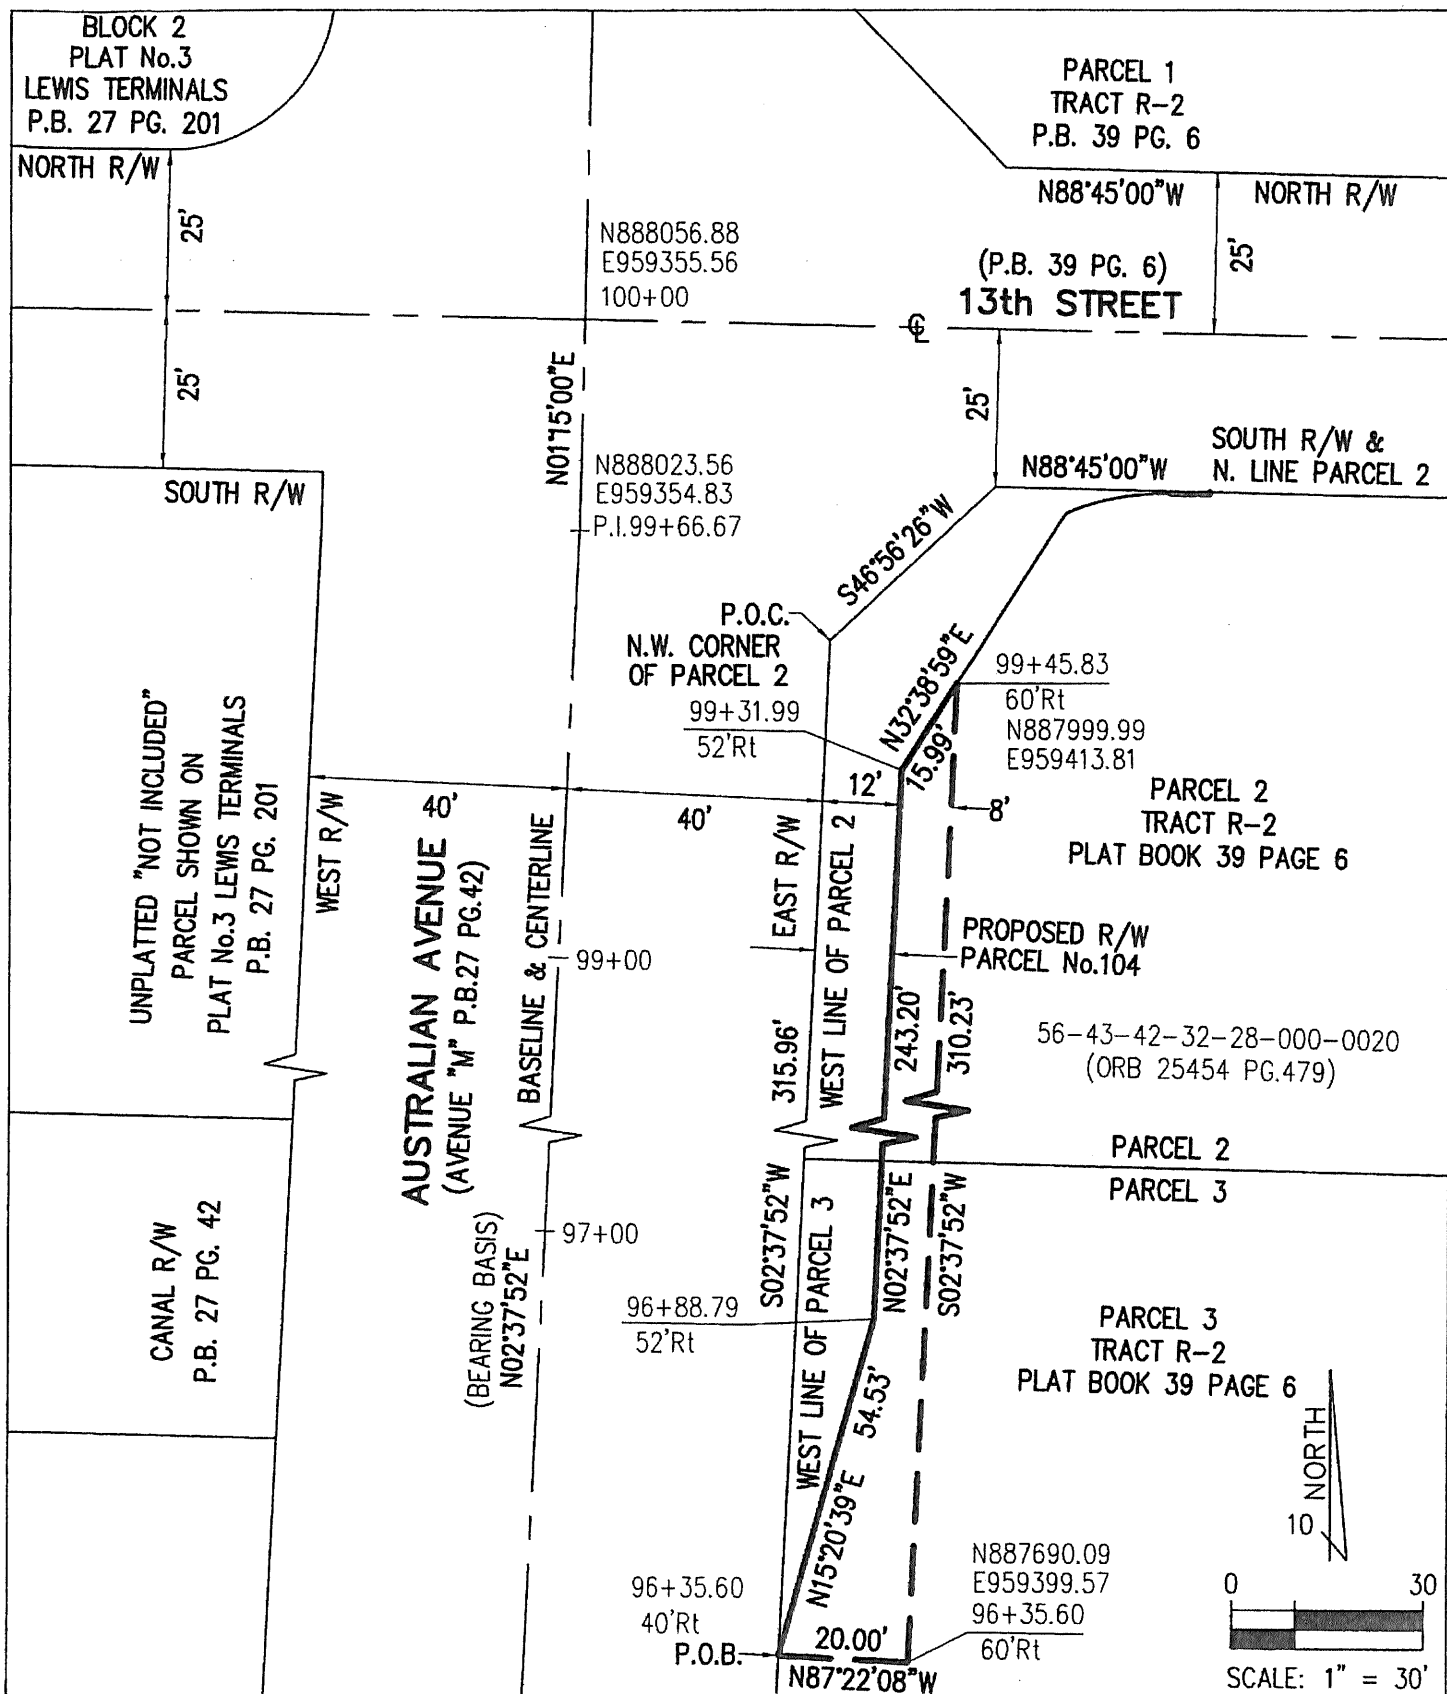 BLOCK 2
PLAT No.3
LEWIS TERMINALS
P.B. 27 PG. 201
NORTH R/W
25'
25'
SOUTH R/W
PARCEL 1
TRACT R-2
P.B. 39 PG. 6
N88°45'00"W
NORTH R/W
25'
(P.B. 39 PG. 6)
13th STREET
℄
N888056.88
E959355.56
100+00
N01°15'00"E
25'
N888023.56
E959354.83
P.I.99+66.67
SOUTH R/W &
N. LINE PARCEL 2
N88°45'00"W
S46°56'26"W
P.O.C.
N.W. CORNER
OF PARCEL 2
99+31.99
52'Rt
N32°38'59"E
15.99'
99+45.83
60'Rt
N887999.99
E959413.81
12'
8'
40'
40'
PARCEL 2
TRACT R-2
PLAT BOOK 39 PAGE 6
UNPLATTED "NOT INCLUDED"
PARCEL SHOWN ON
PLAT No.3 LEWIS TERMINALS
P.B. 27 PG. 201
WEST R/W
AUSTRALIAN AVENUE
(AVENUE "M" P.B.27 PG.42)
BASELINE & CENTERLINE
99+00
EAST R/W
WEST LINE OF PARCEL 2
315.96'
PROPOSED R/W
PARCEL No.104
243.20'
310.23'
56-43-42-32-28-000-0020
(ORB 25454 PG.479)
PARCEL 2
PARCEL 3
CANAL R/W
P.B. 27 PG. 42
(BEARING BASIS)
N02°37'52"E
97+00
S02°37'52"W
WEST LINE OF PARCEL 3
N02°37'52"E
S02°37'52"W
96+88.79
52'Rt
PARCEL 3
TRACT R-2
PLAT BOOK 39 PAGE 6
54.53'
N15°20'39"E
NORTH
10
96+35.60
40'Rt
P.O.B.
20.00'
N87°22'08"W
N887690.09
E959399.57
96+35.60
60'Rt
0 30
SCALE: 1" = 30'